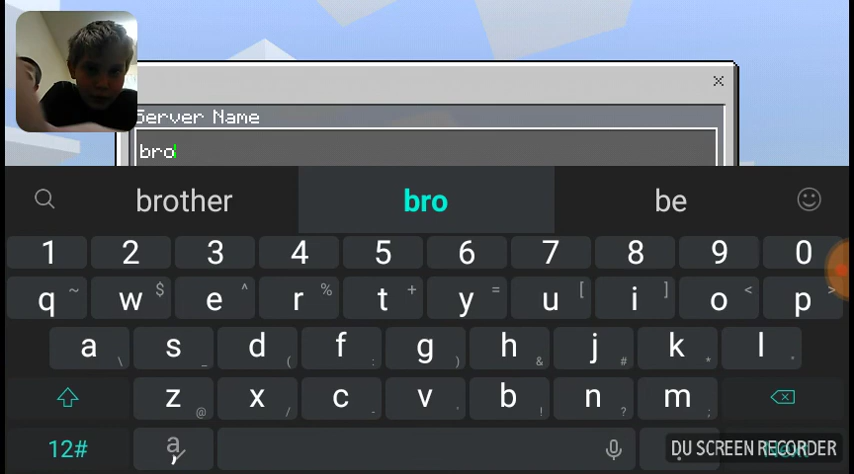 Server Name
bro
brother bro be
1 2 3 4 5 6 7 8 9 0
q ~ w $ e ^ r % t + y = u [ i ] o < p >
a \ s _ d ( f : g ) h & j # k * l
z @ x / c - v b ! n ? m ;
12# a , .
DU SCREEN RECORDER